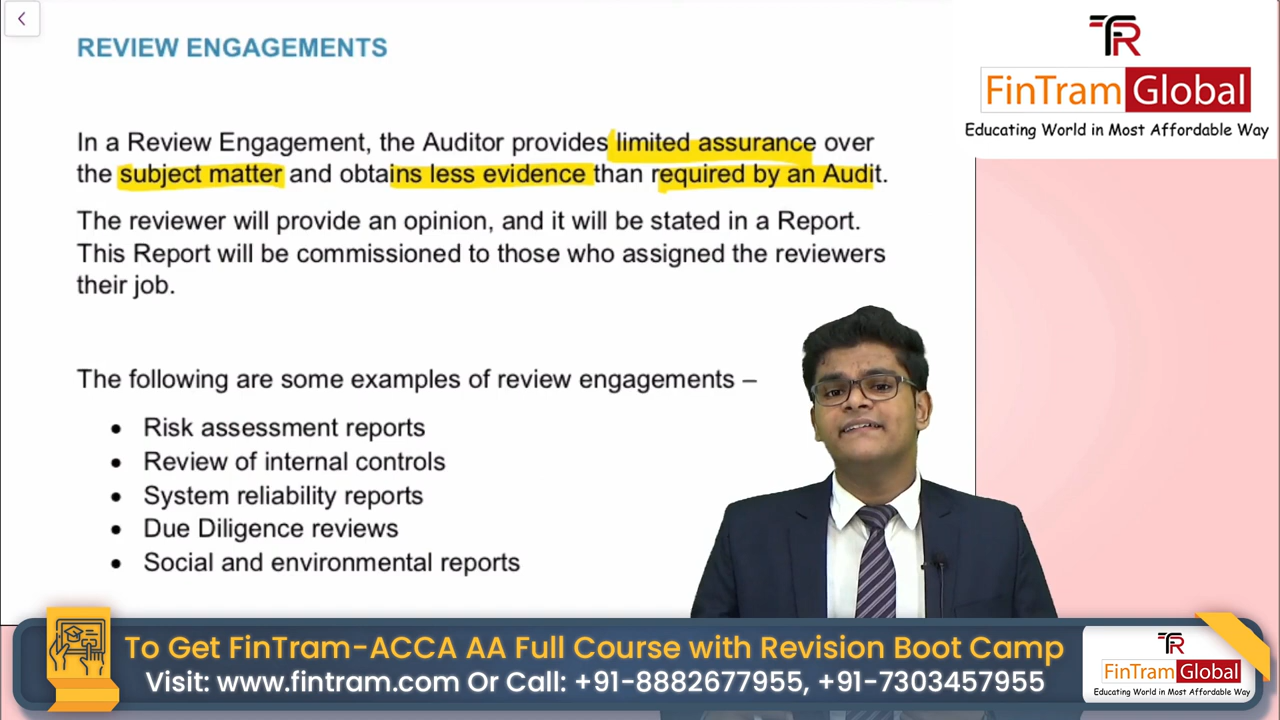 REVIEW ENGAGEMENTS
TR
FinTram Global
Educating World in Most Affordable Way
In a Review Engagement, the Auditor provides limited assurance over
the subject matter and obtains less evidence than required by an Audit.
The reviewer will provide an opinion, and it will be stated in a Report.
This Report will be commissioned to those who assigned the reviewers
their job.
The following are some examples of review engagements –
• Risk assessment reports
• Review of internal controls
• System reliability reports
• Due Diligence reviews
• Social and environmental reports
To Get FinTram-ACCA AA Full Course with Revision Boot Camp
Visit: www.fintram.com Or Call: +91-8882677955, +91-7303457955
TR
FinTram Global
Educating World in Most Affordable Way